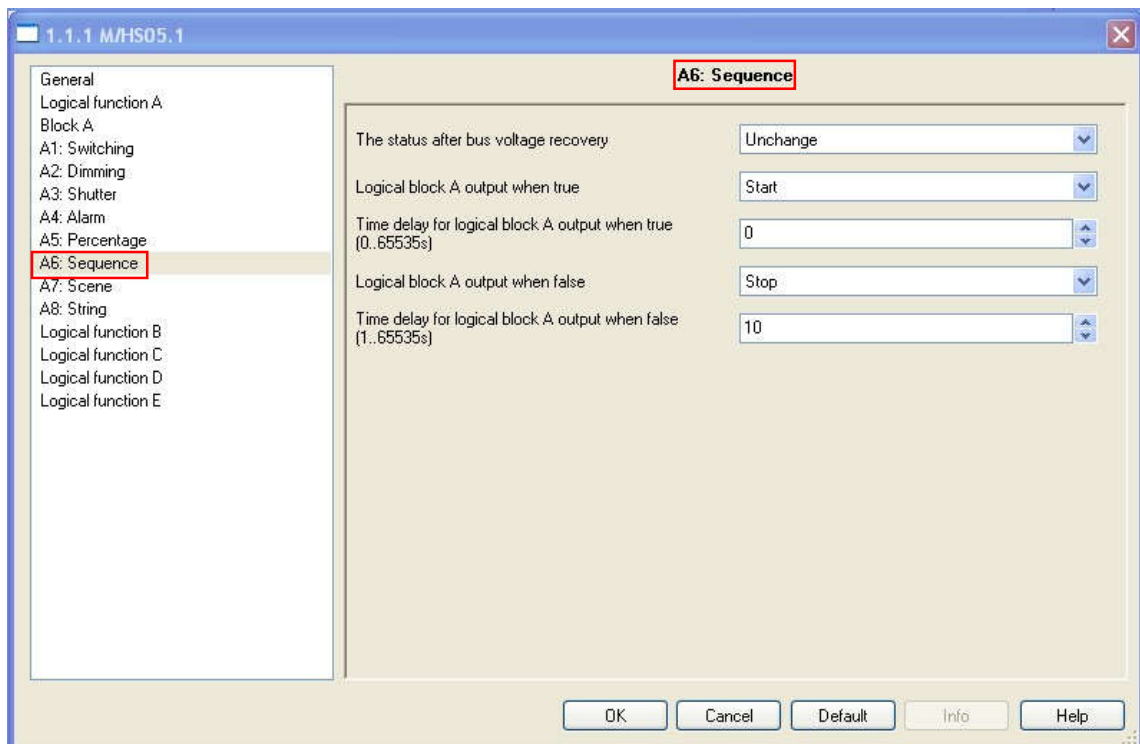 1.1.1 M/HS05.1
General
Logical function A
Block A
A1: Switching
A2: Dimming
A3: Shutter
A4: Alarm
A5: Percentage
A6: Sequence
A7: Scene
A8: String
Logical function B
Logical function C
Logical function D
Logical function E
A6: Sequence
The status after bus voltage recovery
Unchange
Logical block A output when true
Start
Time delay for logical block A output when true
(0..65535s)
0
Logical block A output when false
Stop
Time delay for logical block A output when false
(1..65535s)
10
OK
Cancel
Default
Info
Help